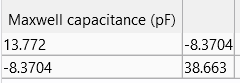 Maxwell capacitance (pF)
13.772 -8.3704
-8.3704 38.663